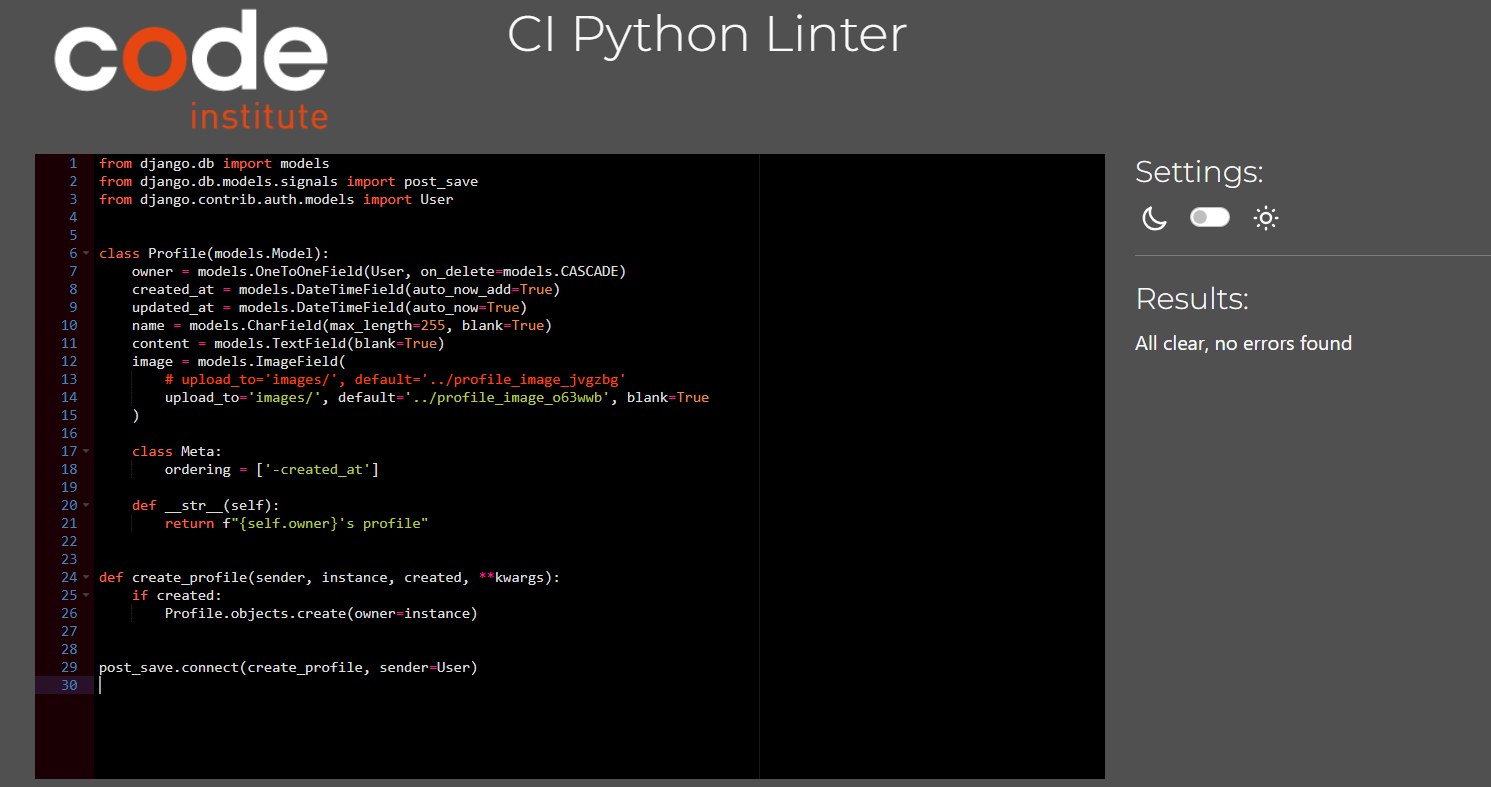 code
institute
CI Python Linter
1 from django.db import models
2 from django.db.models.signals import post_save
3 from django.contrib.auth.models import User
4
5
6 class Profile(models.Model):
7     owner = models.OneToOneField(User, on_delete=models.CASCADE)
8     created_at = models.DateTimeField(auto_now_add=True)
9     updated_at = models.DateTimeField(auto_now=True)
10     name = models.CharField(max_length=255, blank=True)
11     content = models.TextField(blank=True)
12     image = models.ImageField(
13         # upload_to='images/', default='../profile_image_jvgzbg'
14         upload_to='images/', default='../profile_image_o63wwb', blank=True
15     )
16
17     class Meta:
18         ordering = ['-created_at']
19
20     def __str__(self):
21         return f"{self.owner}'s profile"
22
23
24 def create_profile(sender, instance, created, **kwargs):
25     if created:
26         Profile.objects.create(owner=instance)
27
28
29 post_save.connect(create_profile, sender=User)
30
Settings:
Results:
All clear, no errors found